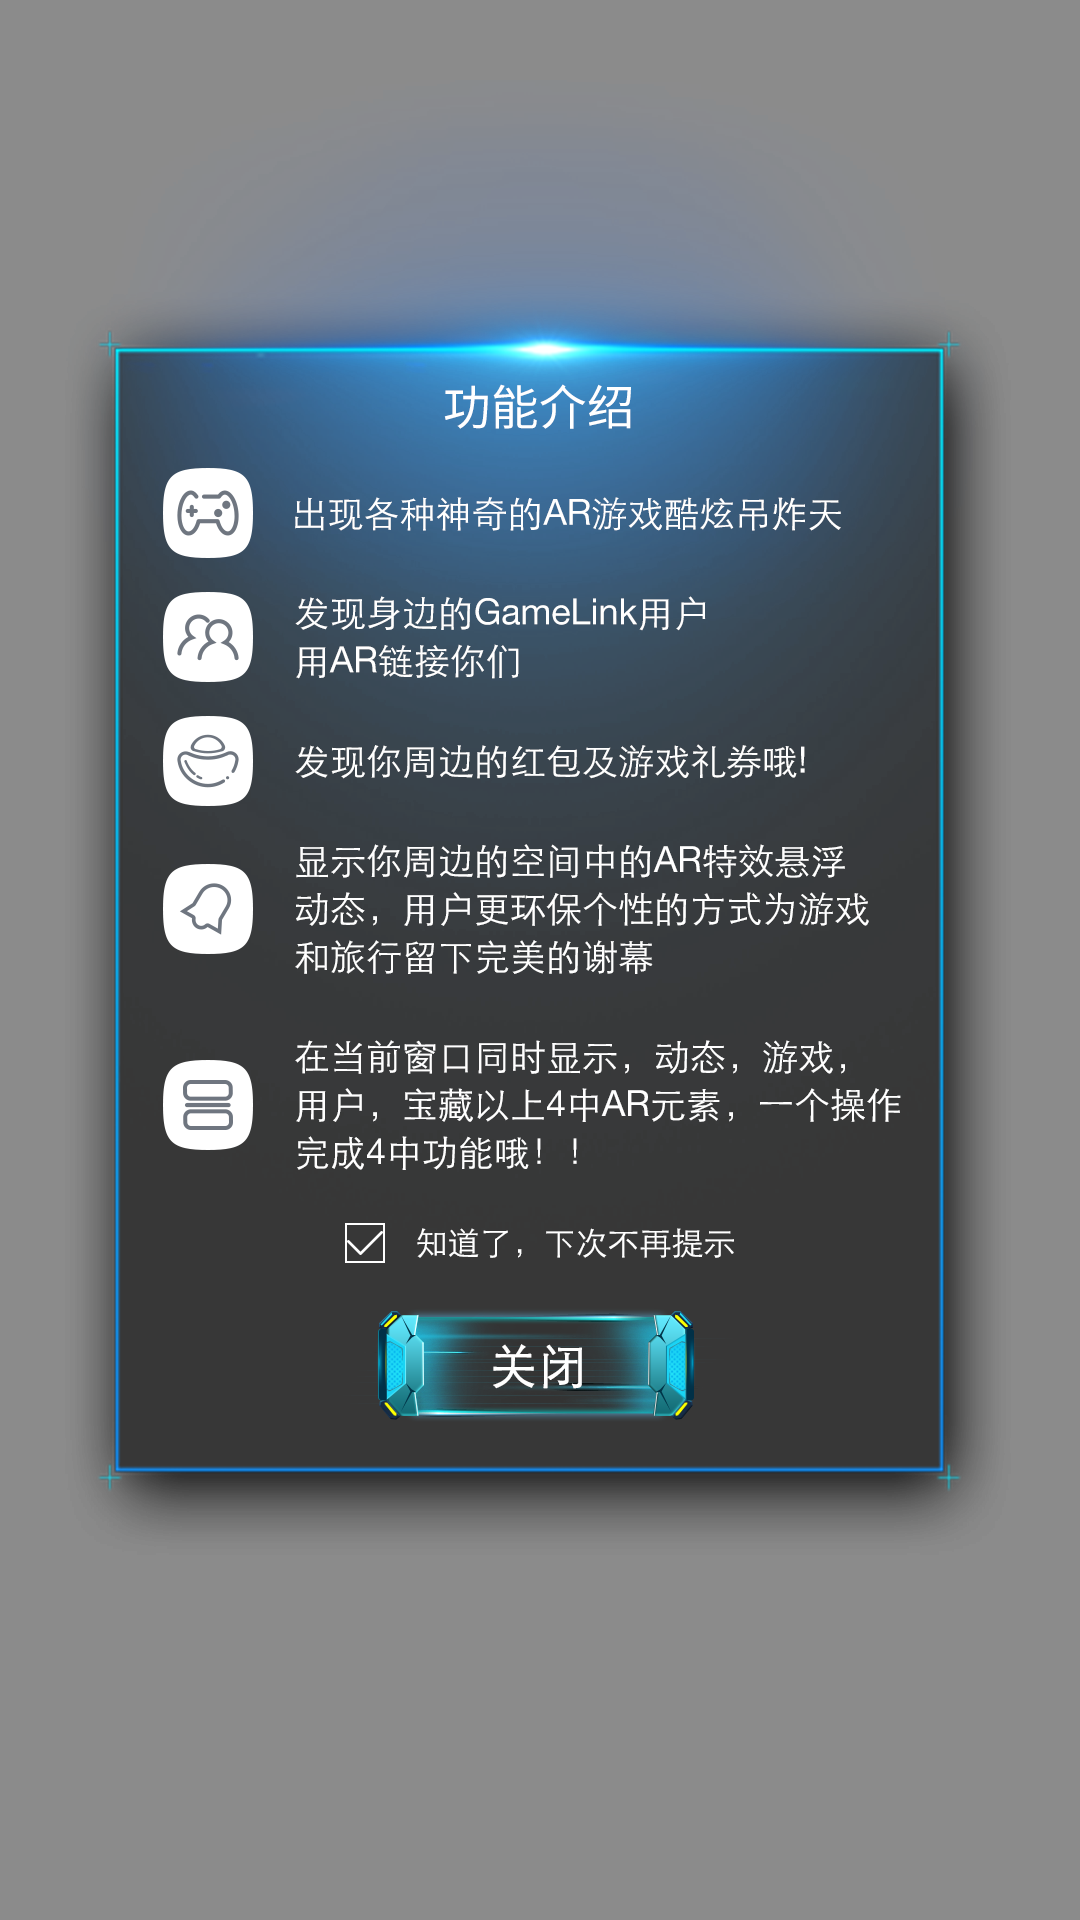 功能介绍
出现各种神奇的AR游戏酷炫吊炸天
发现身边的GameLink用户
用AR链接你们
发现你周边的红包及游戏礼券哦!
显示你周边的空间中的AR特效悬浮
动态，用户更环保个性的方式为游戏
和旅行留下完美的谢幕
在当前窗口同时显示，动态，游戏，
用户，宝藏以上4中AR元素，一个操作
完成4中功能哦！！
知道了，下次不再提示
关闭